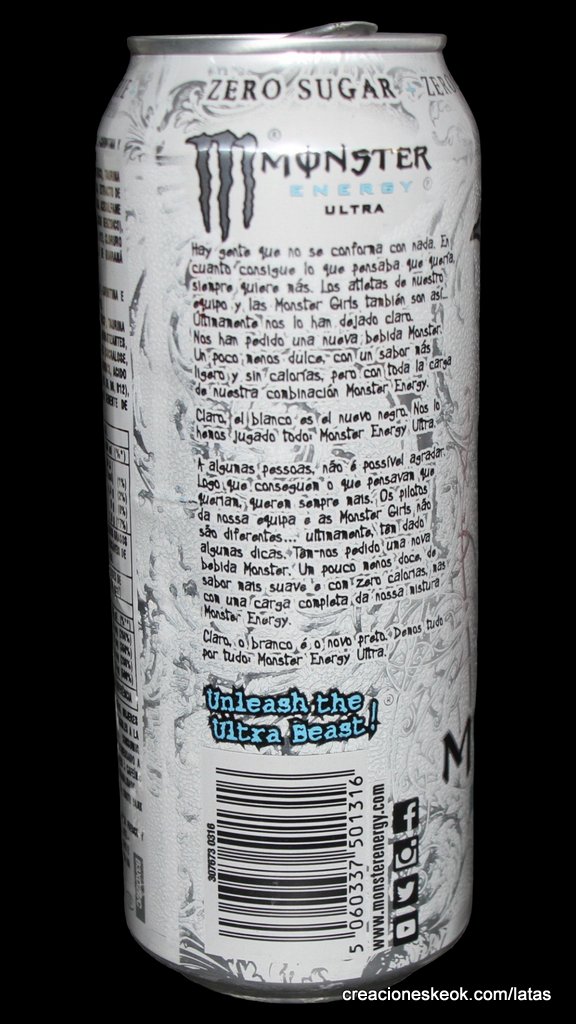 ZERO SUGAR + ZERO
MONSTER
ENERGY
ULTRA
Hay gente que no se conforma con nada. En
cuanto consigue lo que pensaba que quería,
siempre quiere más. Los atletas de nuestro
equipo y las Monster Girls también son así...
Últimamente nos lo han dejado claro.
Nos han pedido una nueva bebida Monster.
Un poco menos dulce, con un sabor más
ligero y sin calorías, pero con toda la carga
de nuestra combinación Monster Energy.
Claro, el blanco es el nuevo negro. Nos lo
hemos jugado todo: Monster Energy Ultra.
A algumas pessoas, não é possível agradar.
Logo que conseguem o que pensavam que
queriam, querem sempre mais. Os pilotos
da nossa equipa e as Monster Girls não
são diferentes... ultimamente, têm dado
algumas dicas. Têm-nos pedido uma nova
bebida Monster. Um pouco menos doce, de
sabor mais suave e com zero calorias, mas
com uma carga completa da nossa mistura
Monster Energy.
Claro, o branco é o novo preto. Demos tudo
por tudo: Monster Energy Ultra.
Unleash the
Ultra Beast!
307673 0316
5 060337 501316
www.monsterenergy.com
creacioneskeok.com/latas